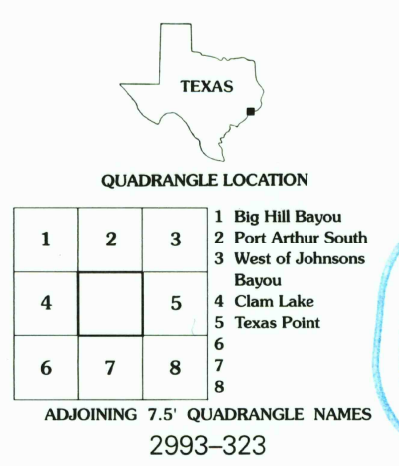 TEXAS
QUADRANGLE LOCATION
1 2 3
4 5
6 7 8
1 Big Hill Bayou
2 Port Arthur South
3 West of Johnsons
Bayou
4 Clam Lake
5 Texas Point
6
7
8
ADJOINING 7.5' QUADRANGLE NAMES
2993–323